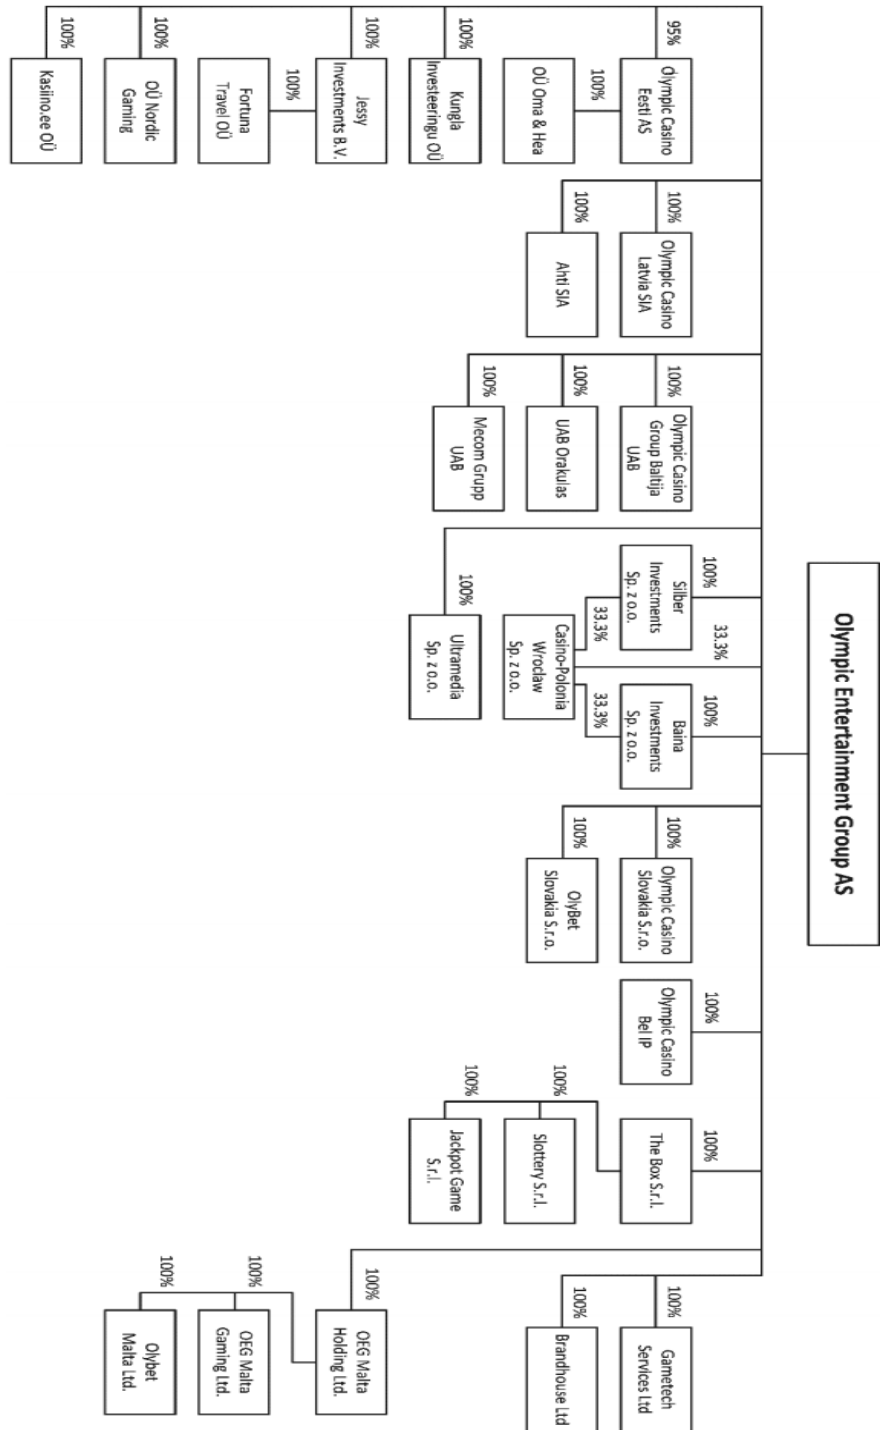 Olympic Entertainment Group AS
95%
Olympic Casino
Eesti AS
100%
OÜ Oma & Hea
100%
Kungla
Investeeringu OÜ
100%
Jessy
Investments B.V.
100%
Fortuna
Travel OÜ
100%
OÜ Nordic
Gaming
100%
Kasiino.ee OÜ
100%
Olympic Casino
Latvia SIA
100%
Ahti SIA
100%
Olympic Casino
Group Baltija
UAB
100%
UAB Orakulas
100%
Mecom Grupp
UAB
100%
Silber
Investments
Sp. z o.o.
33.3%
100%
Baina
Investments
Sp. z o.o.
33.3%
33.3%
Casino-Polonia
Wroclaw
Sp. z o.o.
100%
Ultramedia
Sp. z o.o.
100%
Olympic Casino
Slovakia S.r.o.
100%
OlyBet
Slovakia S.r.o.
100%
Olympic Casino
Bel IP
100%
The Box S.r.l.
100%
Slottery S.r.l.
100%
Jackpot Game
S.r.l.
100%
Gametech
Services Ltd
100%
Brandhouse Ltd
100%
OEG Malta
Holding Ltd.
100%
OEG Malta
Gaming Ltd.
100%
Olybet
Malta Ltd.